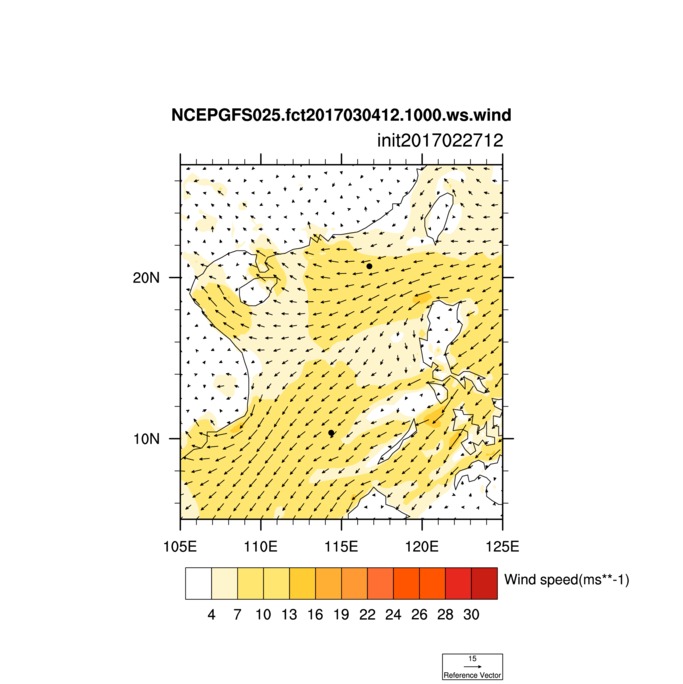 NCEPGFS025.fct2017030412.1000.ws.wind
init2017022712
20N
10N
105E 110E 115E 120E 125E
Wind speed(ms**-1)
4 7 10 13 16 19 22 24 26 28 30
15
Reference Vector